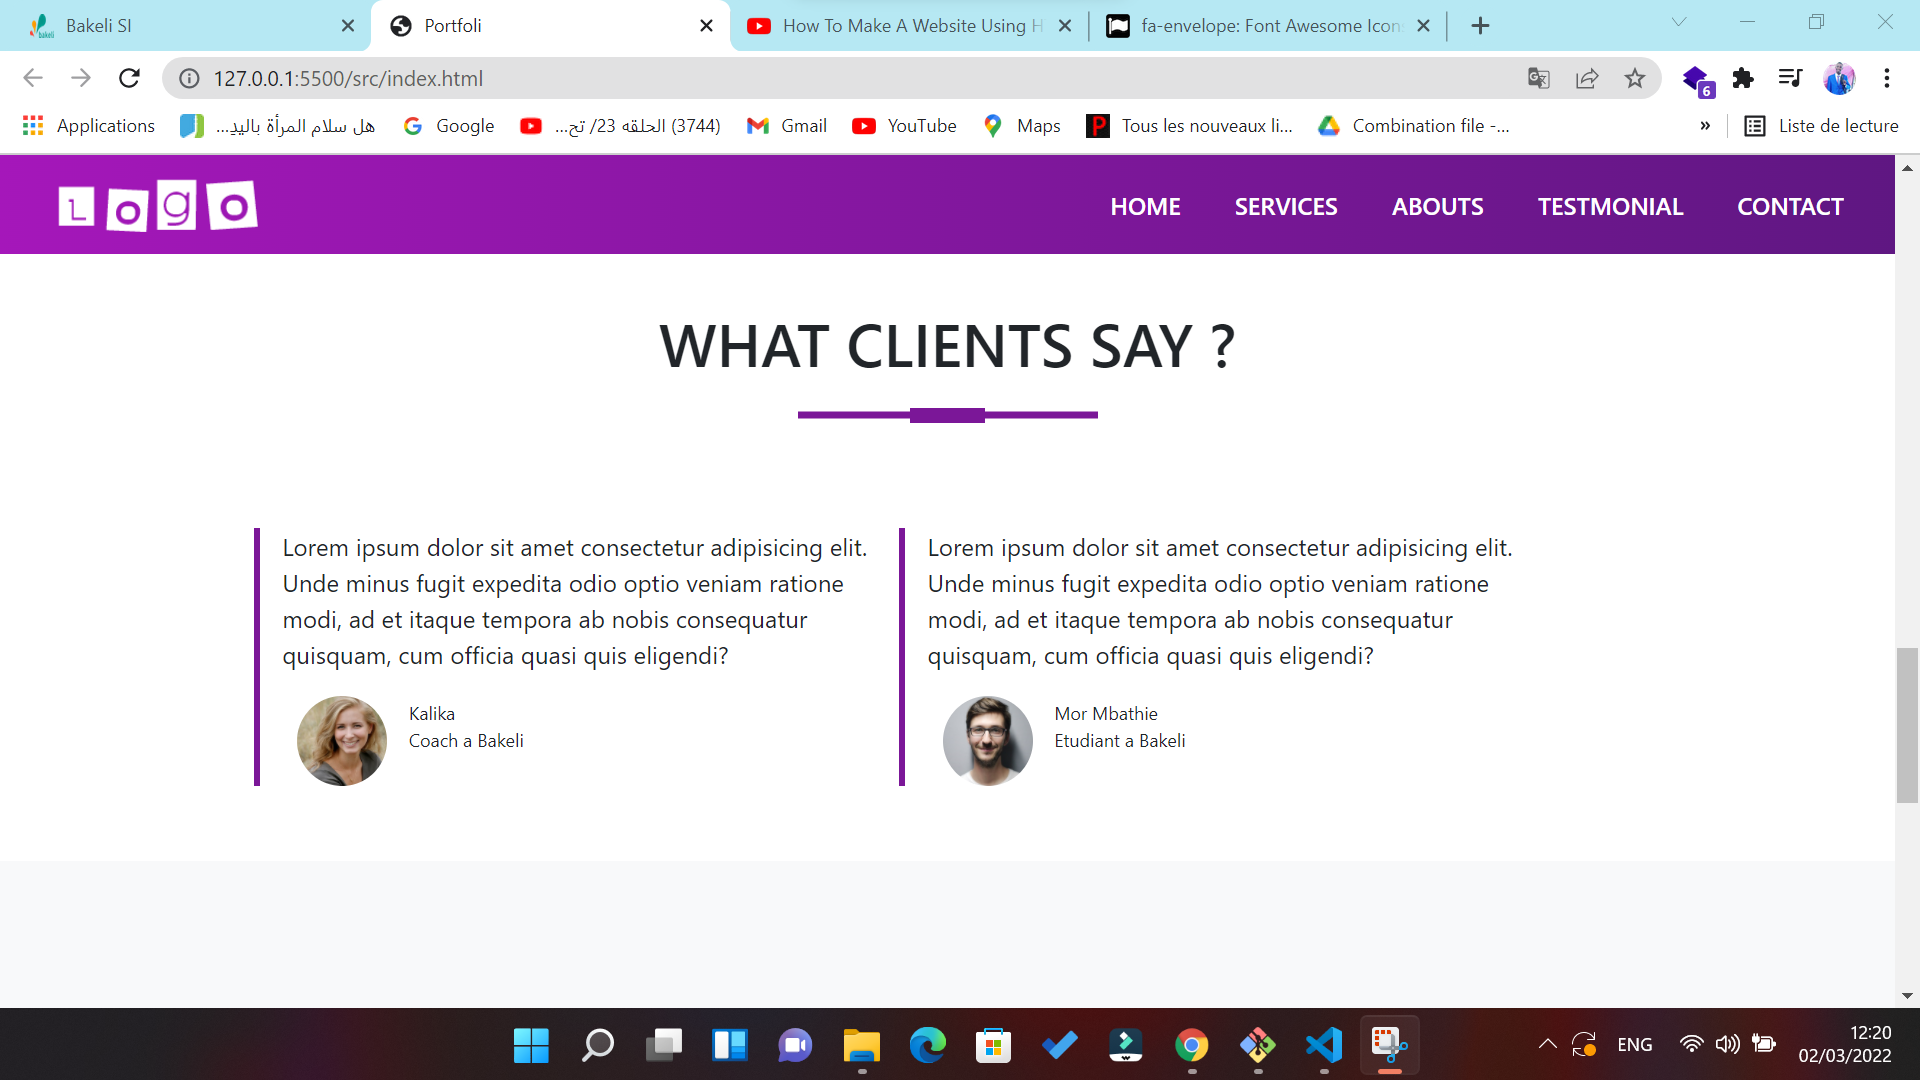 Bakeli SI
Portfoli
How To Make A Website Using H
fa-envelope: Font Awesome Icon
127.0.0.1:5500/src/index.html
6
Applications
هل سلام المرأة باليدِ...
Google
(3744) الحلقه 23/ تح...
Gmail
YouTube
Maps
Tous les nouveaux li...
Combination file -...
»
Liste de lecture
Logo
HOME
SERVICES
ABOUTS
TESTMONIAL
CONTACT
WHAT CLIENTS SAY ?
Lorem ipsum dolor sit amet consectetur adipisicing elit.
Unde minus fugit expedita odio optio veniam ratione
modi, ad et itaque tempora ab nobis consequatur
quisquam, cum officia quasi quis eligendi?
Kalika
Coach a Bakeli
Lorem ipsum dolor sit amet consectetur adipisicing elit.
Unde minus fugit expedita odio optio veniam ratione
modi, ad et itaque tempora ab nobis consequatur
quisquam, cum officia quasi quis eligendi?
Mor Mbathie
Etudiant a Bakeli
ENG
12:20
02/03/2022